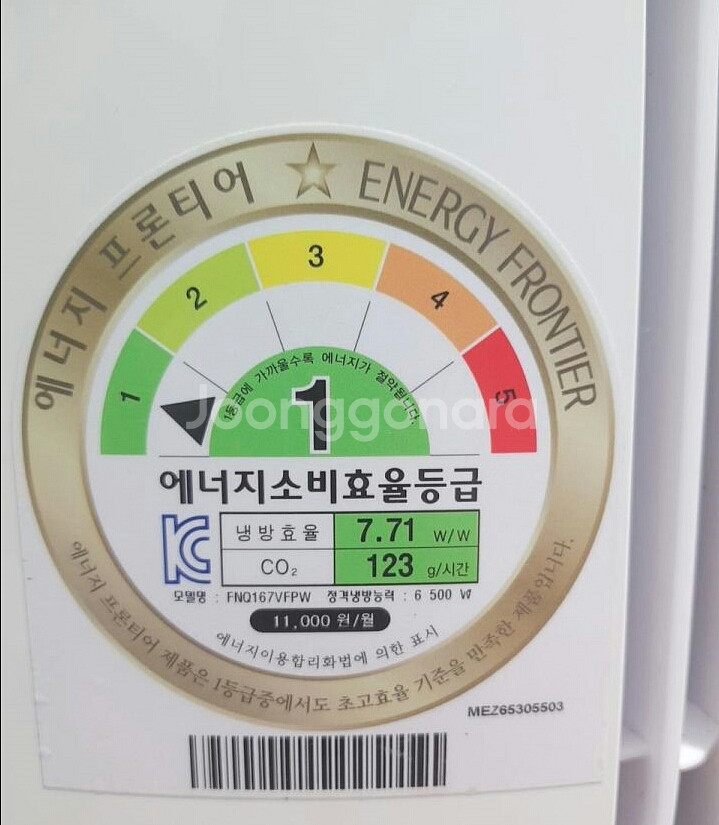 에너지 프론티어 ★ ENERGY FRONTIER
1 2 3 4 5
1등급에 가까울수록 에너지가 절약됩니다.
1
Joonggonara
에너지소비효율등급
냉방효율 7.71 W/W
CO₂ 123 g/시간
모델명 : FNQ167VFPW 정격냉방능력 : 6 500 W
11,000 원/월
에너지이용합리화법에 의한 표시
에너지 프론티어 제품은 1등급중에서도 초고효율 기준을 만족한 제품입니다.
MEZ65305503